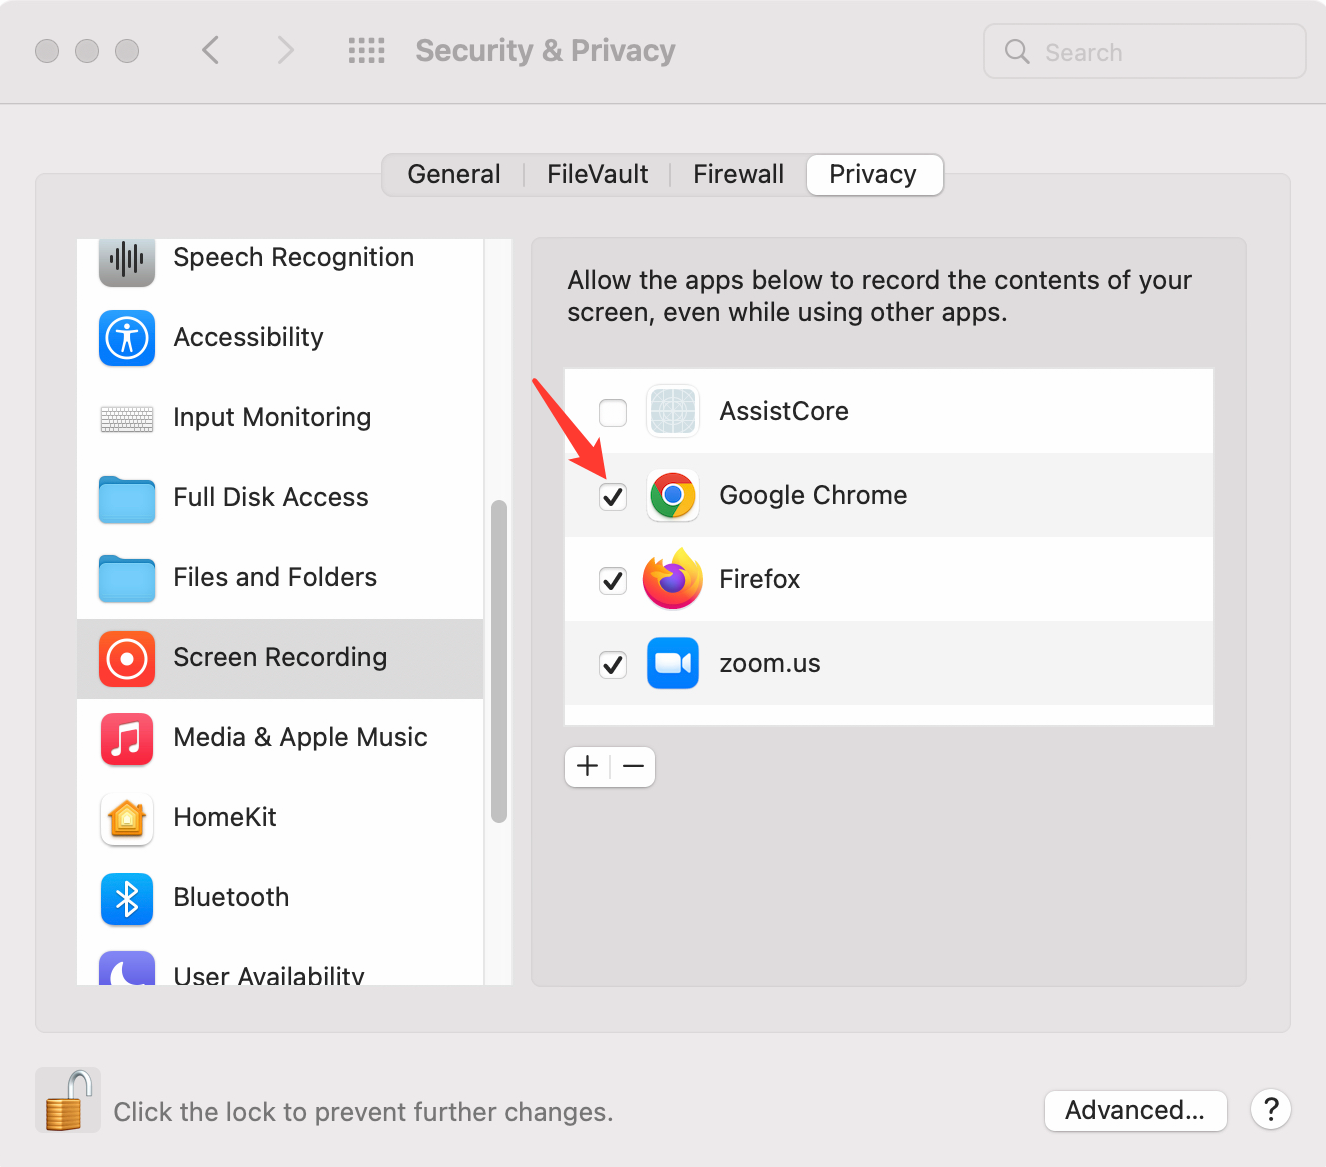 Security & Privacy
Search
General
FileVault
Firewall
Privacy
Speech Recognition
Accessibility
Input Monitoring
Full Disk Access
Files and Folders
Screen Recording
Media & Apple Music
HomeKit
Bluetooth
User Availability
Allow the apps below to record the contents of your
screen, even while using other apps.
AssistCore
Google Chrome
Firefox
zoom.us
Click the lock to prevent further changes.
Advanced...
?